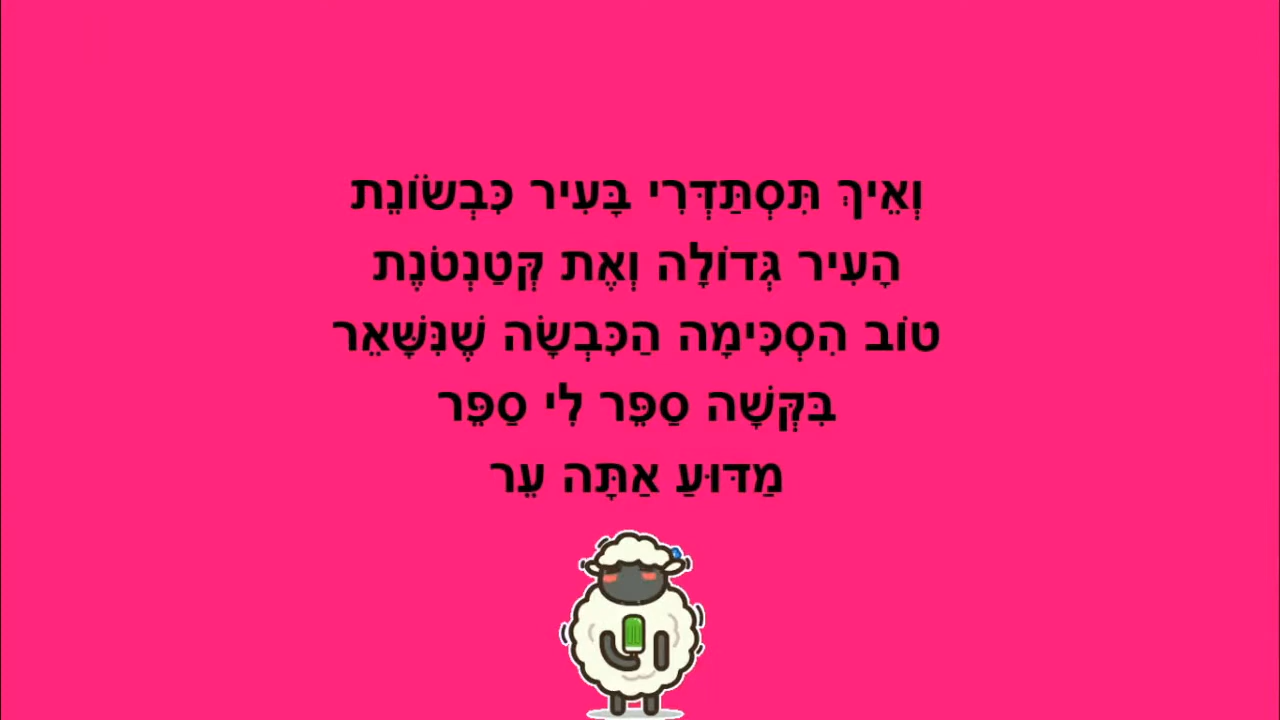 וְאֵיךְ תִּסְתַּדְּרִי בָּעִיר כִּבְשׂוֹנֵת
הָעִיר גְּדוֹלָה וְאֶת קְּטַנְטֹנֶת
טוֹב הִסְכִּימָה הַכִּבְשָׂה שֶׁנִּשָּׁאֵר
בִּקְּשָׁה סַפֵּר לִי סַפֵּר
מַדּוּעַ אַתָּה עֵר